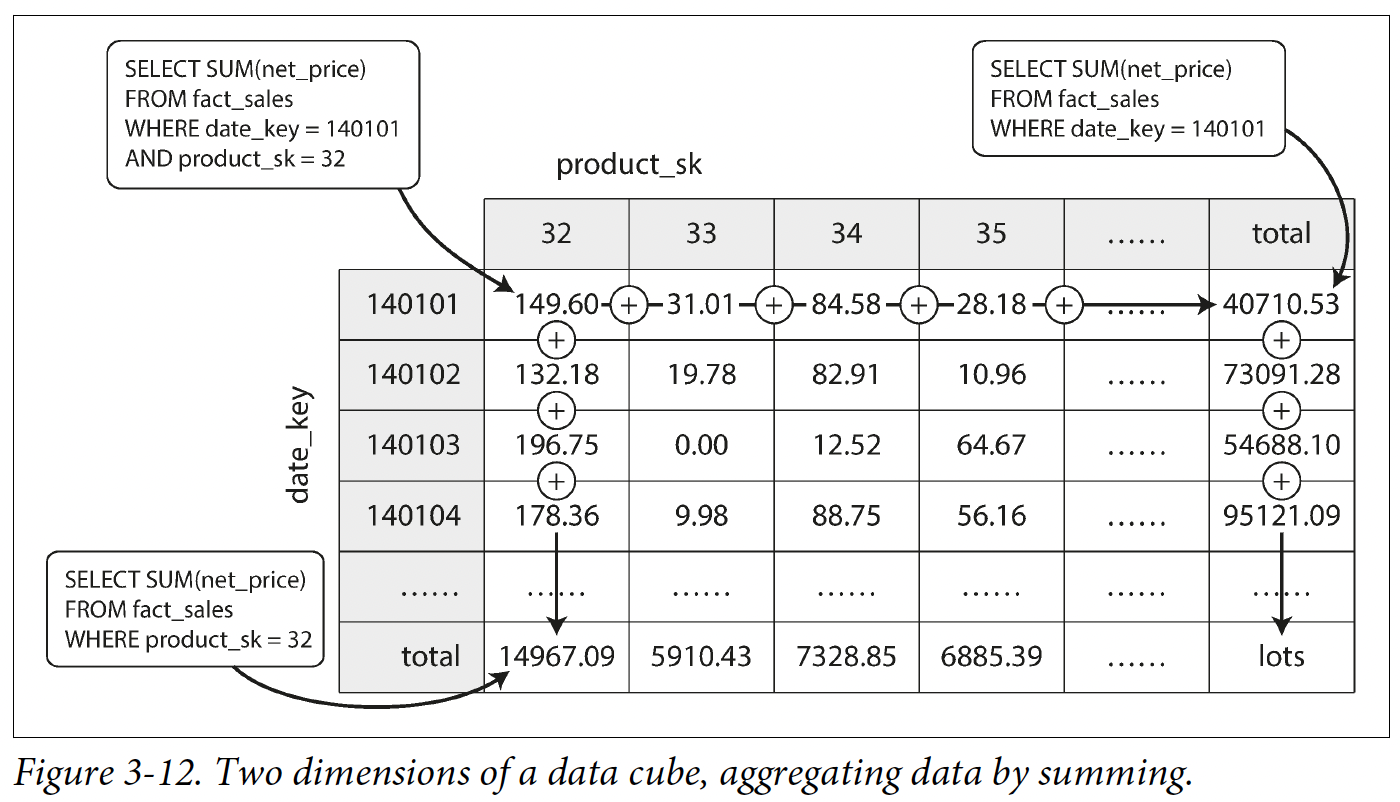 SELECT SUM(net_price)
FROM fact_sales
WHERE date_key = 140101
AND product_sk = 32
SELECT SUM(net_price)
FROM fact_sales
WHERE date_key = 140101
product_sk
32 33 34 35 …… total
date_key
140101 149.60 + 31.01 + 84.58 + 28.18 + …… 40710.53
+ +
140102 132.18 19.78 82.91 10.96 …… 73091.28
+ +
140103 196.75 0.00 12.52 64.67 …… 54688.10
+ +
140104 178.36 9.98 88.75 56.16 …… 95121.09
…… …… …… …… …… …… ……
total 14967.09 5910.43 7328.85 6885.39 …… lots
SELECT SUM(net_price)
FROM fact_sales
WHERE product_sk = 32
Figure 3-12. Two dimensions of a data cube, aggregating data by summing.